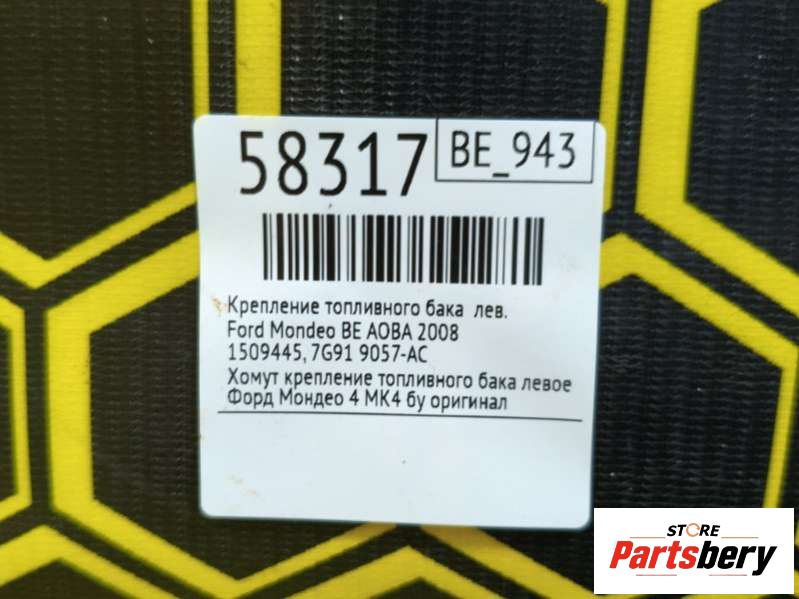 58317
BE_943
Крепление топливного бака лев.
Ford Mondeo BE AOBA 2008
1509445, 7G91 9057-AC
Хомут крепление топливного бака левое
Форд Мондео 4 МК4 бу оригинал
STORE
Partsbery